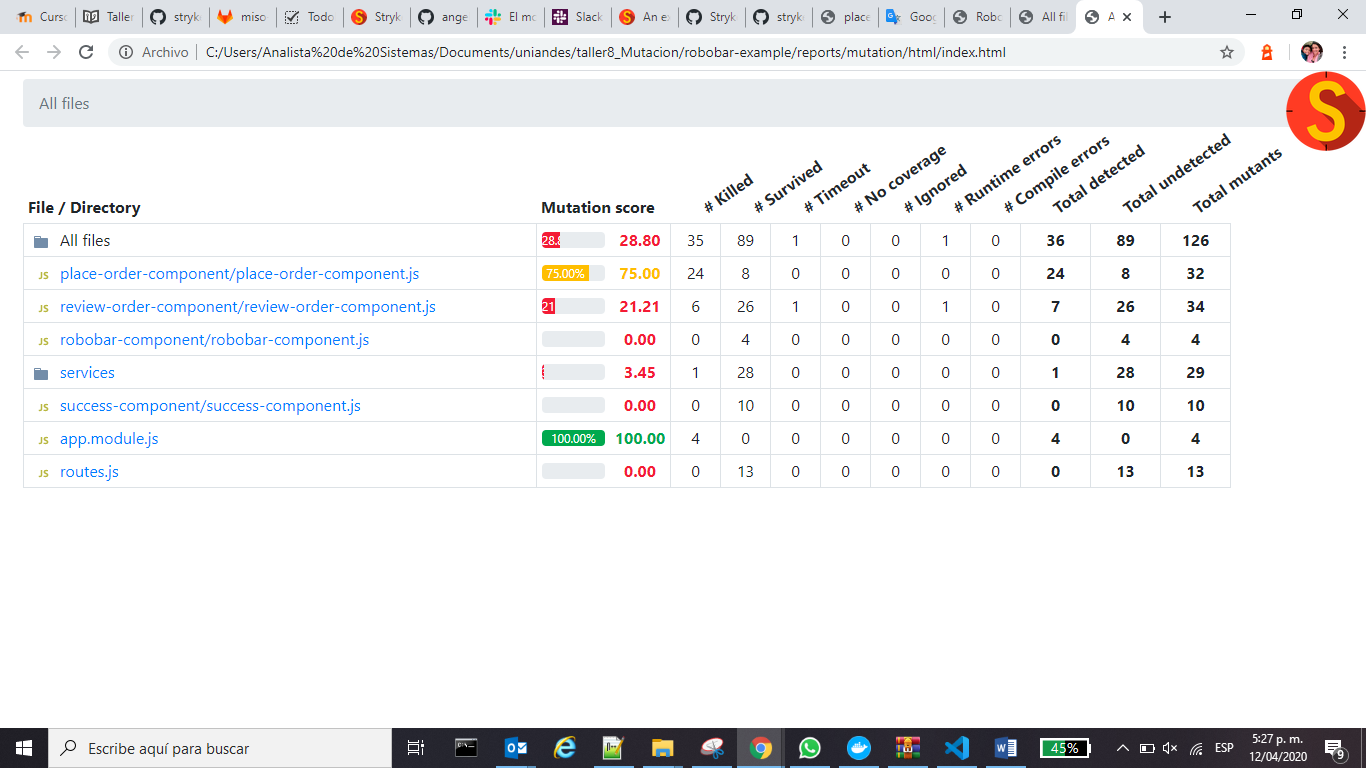 Curso Taller stryke miso Todo Stryke ange El mo Slack An ex Stryk stryke place Goog Robo All fil A
Archivo C:/Users/Analista%20de%20Sistemas/Documents/uniandes/taller8_Mutacion/robobar-example/reports/mutation/html/index.html
All files
S
File / Directory Mutation score # Killed # Survived # Timeout # No coverage # Ignored # Runtime errors # Compile errors Total detected Total undetected Total mutants
All files 28.8 28.80 35 89 1 0 0 1 0 36 89 126
JS place-order-component/place-order-component.js 75.00% 75.00 24 8 0 0 0 0 0 24 8 32
JS review-order-component/review-order-component.js 21 21.21 6 26 1 0 0 1 0 7 26 34
JS robobar-component/robobar-component.js 0.00 0 4 0 0 0 0 0 0 4 4
services 3.45 1 28 0 0 0 0 0 1 28 29
JS success-component/success-component.js 0.00 0 10 0 0 0 0 0 0 10 10
JS app.module.js 100.00% 100.00 4 0 0 0 0 0 0 4 0 4
JS routes.js 0.00 0 13 0 0 0 0 0 0 13 13
Escribe aquí para buscar 45% ESP 5:27 p. m.
12/04/2020 9